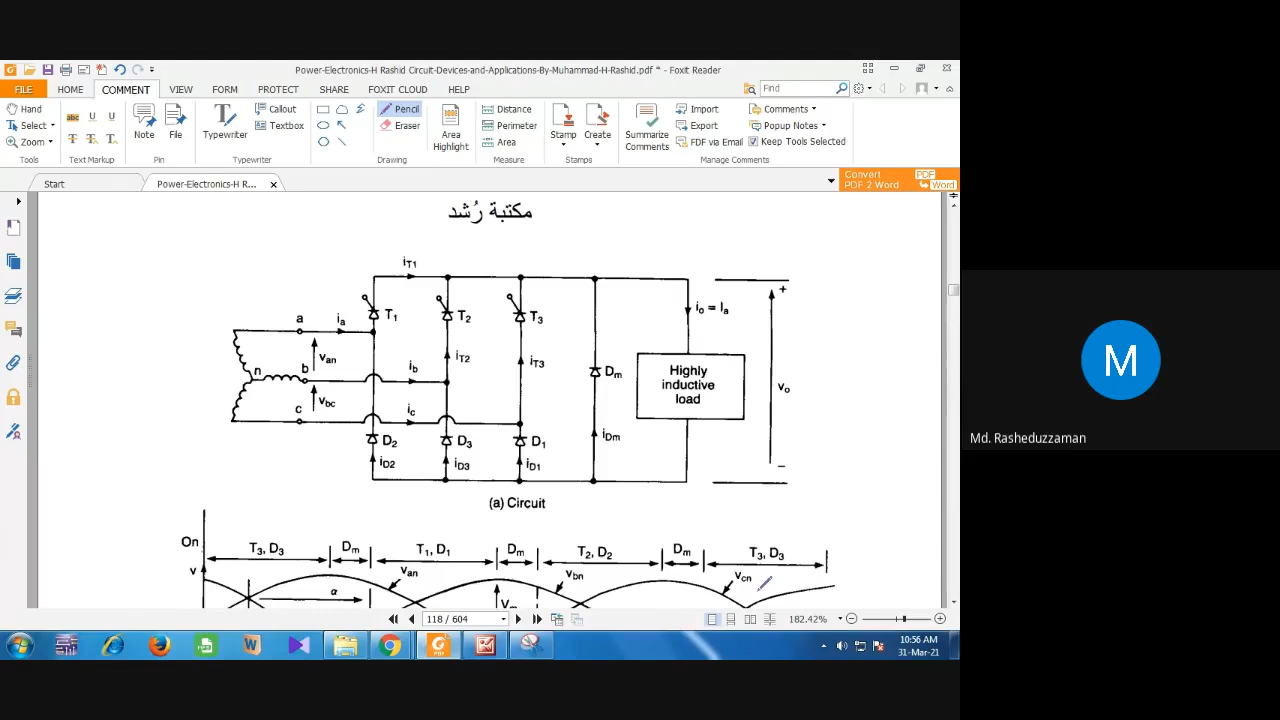 Power-Electronics-H Rashid Circuit-Devices-and-Applications-By-Muhammad-H-Rashid.pdf * - Foxit Reader
FILE HOME COMMENT VIEW FORM PROTECT SHARE FOXIT CLOUD HELP
Find
Hand
Select
Zoom
Tools
Text Markup
Note
File
Pin
Typewriter
Callout
Textbox
Typewriter
Pencil
Eraser
Drawing
Area Highlight
Distance
Perimeter
Area
Measure
Stamp
Create
Stamps
Summarize Comments
Import
Export
FDF via Email
Comments
Popup Notes
Keep Tools Selected
Manage Comments
Start
Power-Electronics-H R...
Convert
PDF 2 Word
PDF
Word
مكتبة رُشد
iT1
T1 T2 T3
io = Ia
+
a ia
van
n b ib
iT2 iT3
Dm
Highly
inductive
load
vo
vbc
c ic
D2 D3 D1
iD2 iD3 iD1 iDm
−
(a) Circuit
On T3, D3 Dm T1, D1 Dm T2, D2 Dm T3, D3
v van vbn vcn
α Vm
118 / 604
182.42%
10:56 AM
31-Mar-21
M
Md. Rasheduzzaman